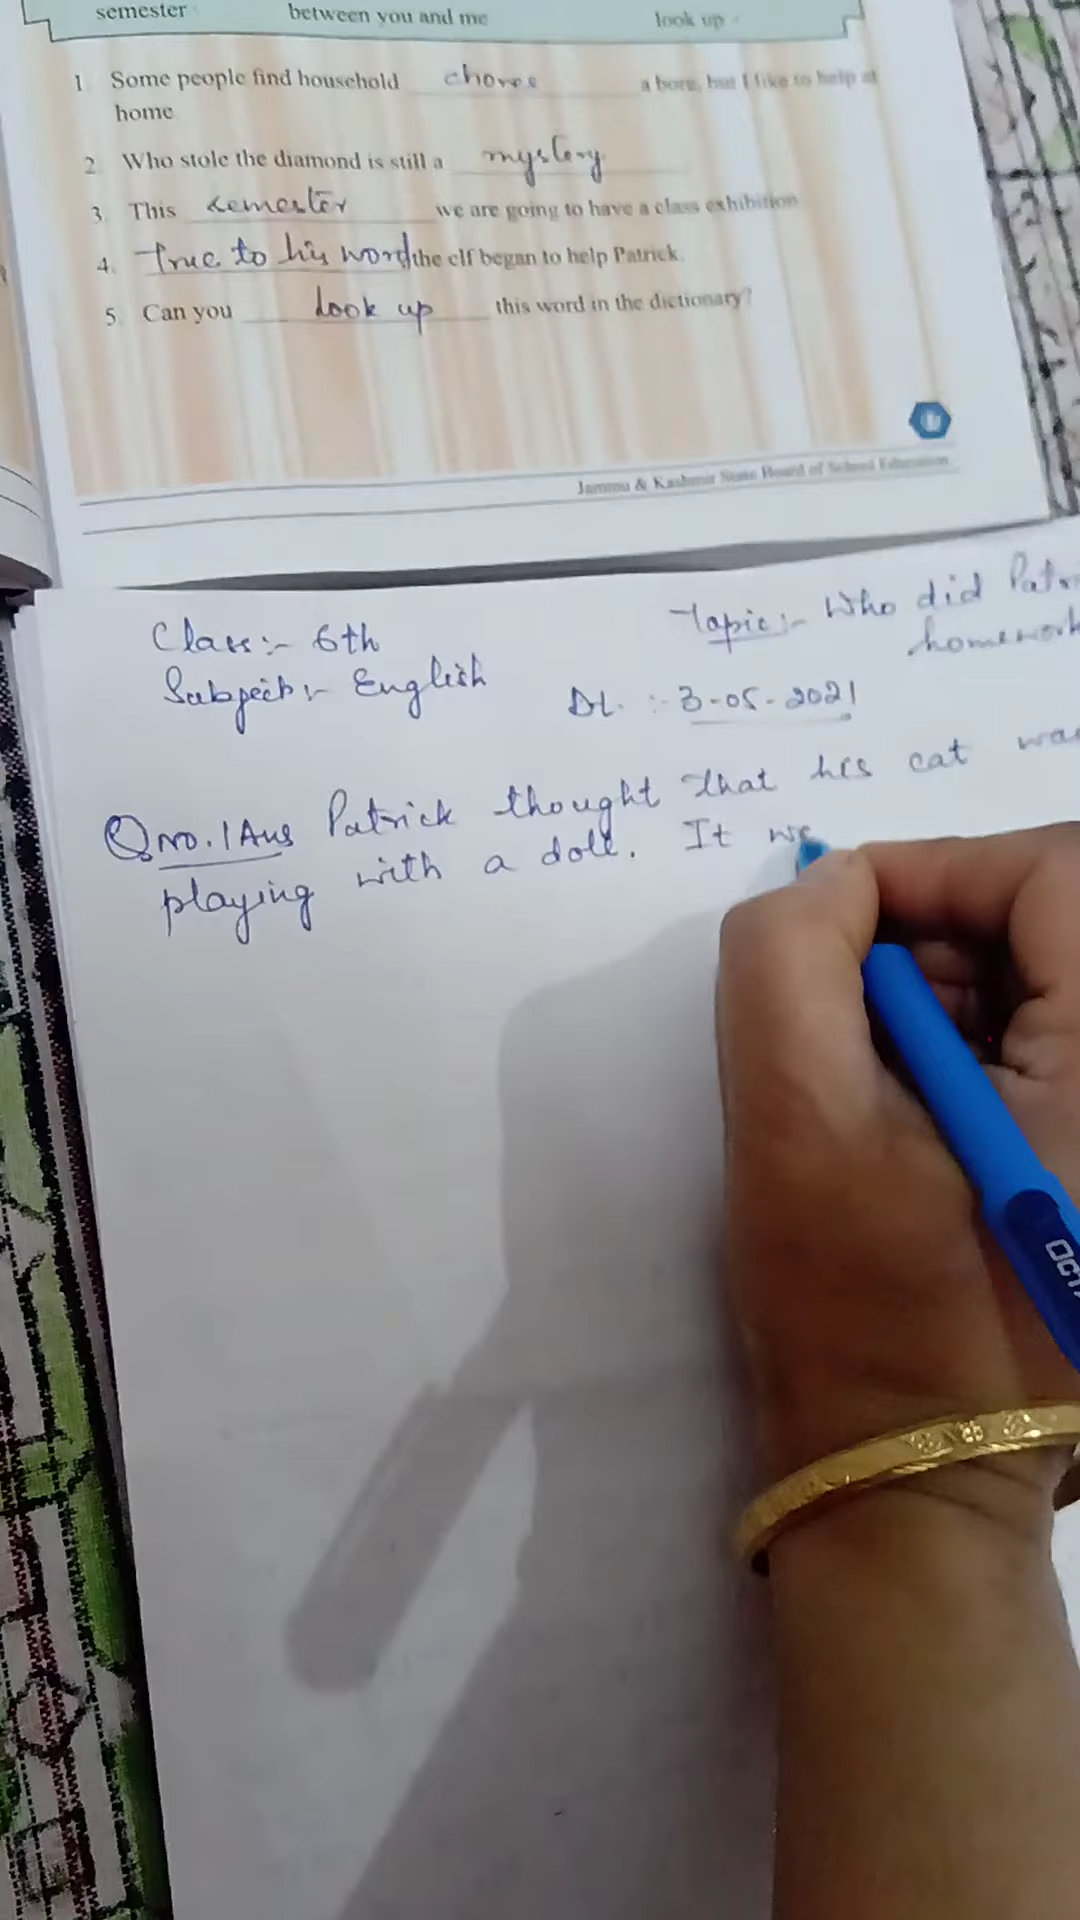 semester between you and me look up
1. Some people find household chores a bore, but I like to help at
home
2. Who stole the diamond is still a mystery
3. This semester we are going to have a class exhibition
4. True to his word the elf began to help Patrick.
5. Can you look up this word in the dictionary?
Jammu & Kashmir State Board of School Education
Class:- 6th
Topic:- Who did Patr
homework
Subject:- English
Dt. :- 3-05-2021
Q.No.1 Ans Patrick thought that his cat was
playing with a doll. It we
OCT